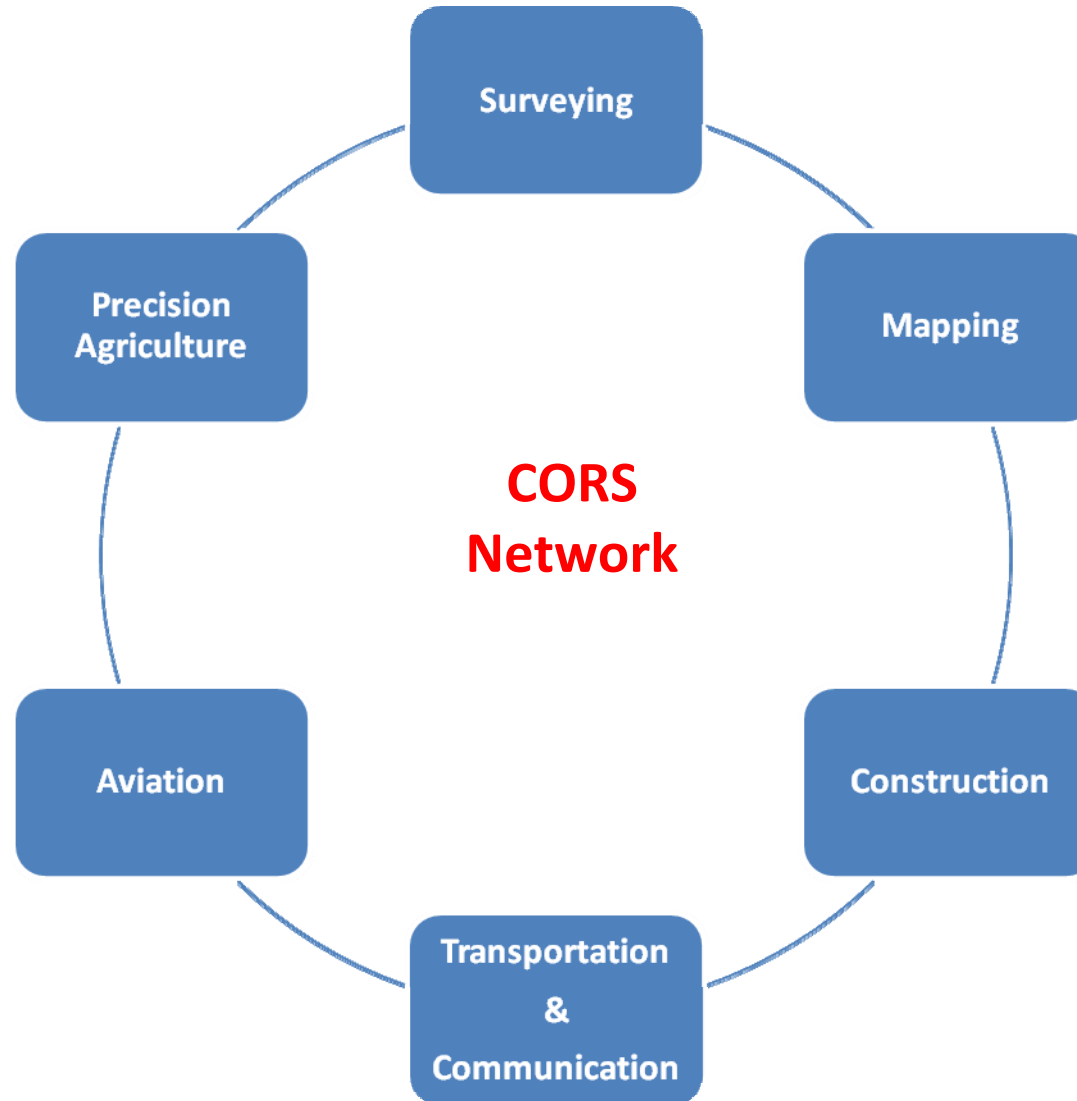 Surveying
Precision
Agriculture
Mapping
CORS
Network
Aviation
Construction
Transportation
&
Communication